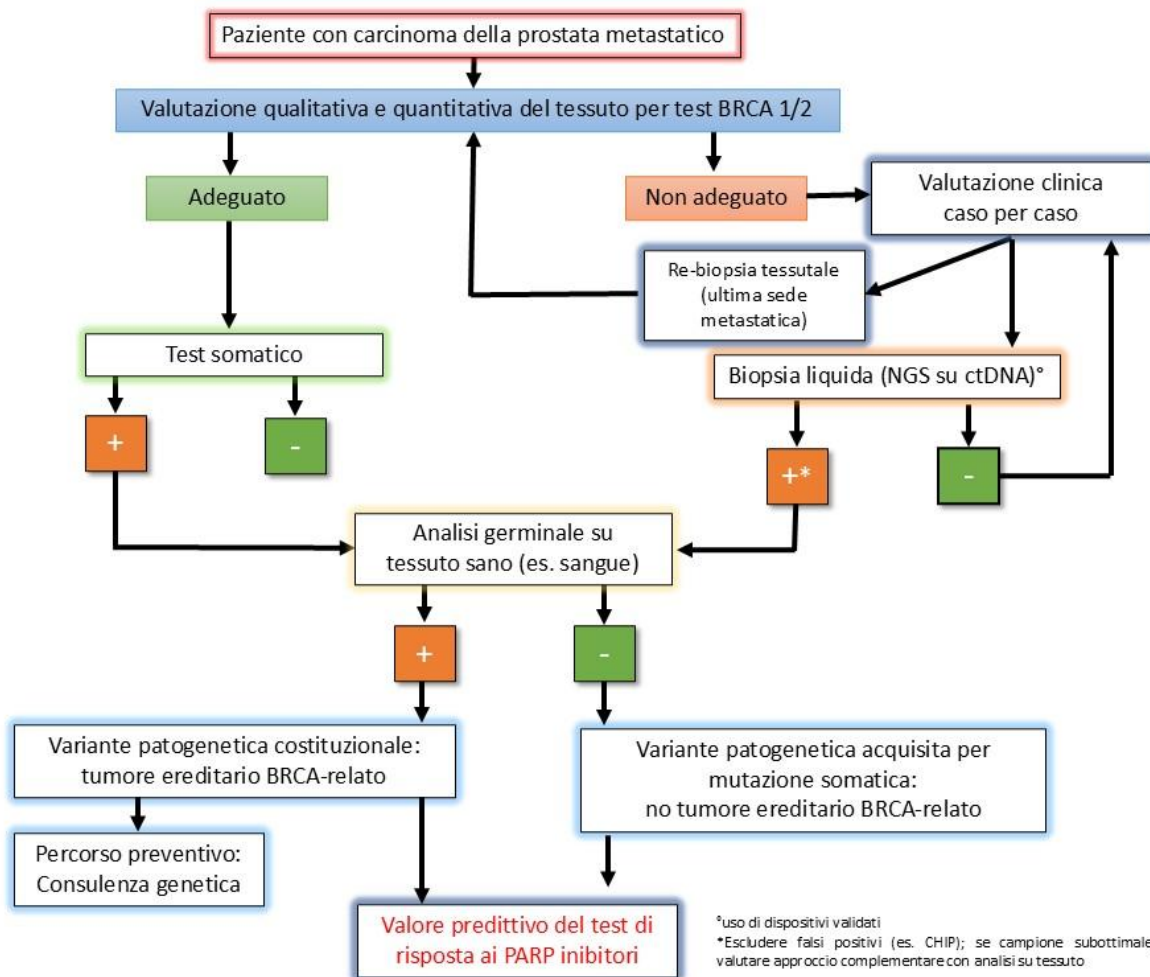 Paziente con carcinoma della prostata metastatico
Valutazione qualitativa e quantitativa del tessuto per test BRCA 1/2
Adeguato
Non adeguato
Valutazione clinica
caso per caso
Re-biopsia tessutale
(ultima sede
metastatica)
Test somatico
Biopsia liquida (NGS su ctDNA)°
+
-
+*
-
Analisi germinale su
tessuto sano (es. sangue)
+
-
Variante patogenetica costituzionale:
tumore ereditario BRCA-relato
Variante patogenetica acquisita per
mutazione somatica:
no tumore ereditario BRCA-relato
Percorso preventivo:
Consulenza genetica
Valore predittivo del test di
risposta ai PARP inibitori
°uso di dispositivi validati
*Escludere falsi positivi (es. CHIP); se campione subottimale
valutare approccio complementare con analisi su tessuto